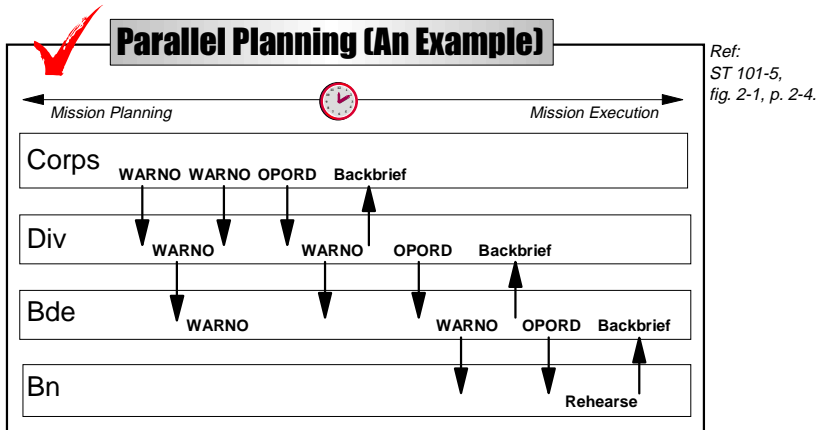 Parallel Planning (An Example)
Ref:
ST 101-5,
fig. 2-1, p. 2-4.
Mission Planning Mission Execution
Corps
WARNO WARNO OPORD Backbrief
Div
WARNO WARNO OPORD Backbrief
Bde
WARNO WARNO OPORD Backbrief
Bn
Rehearse